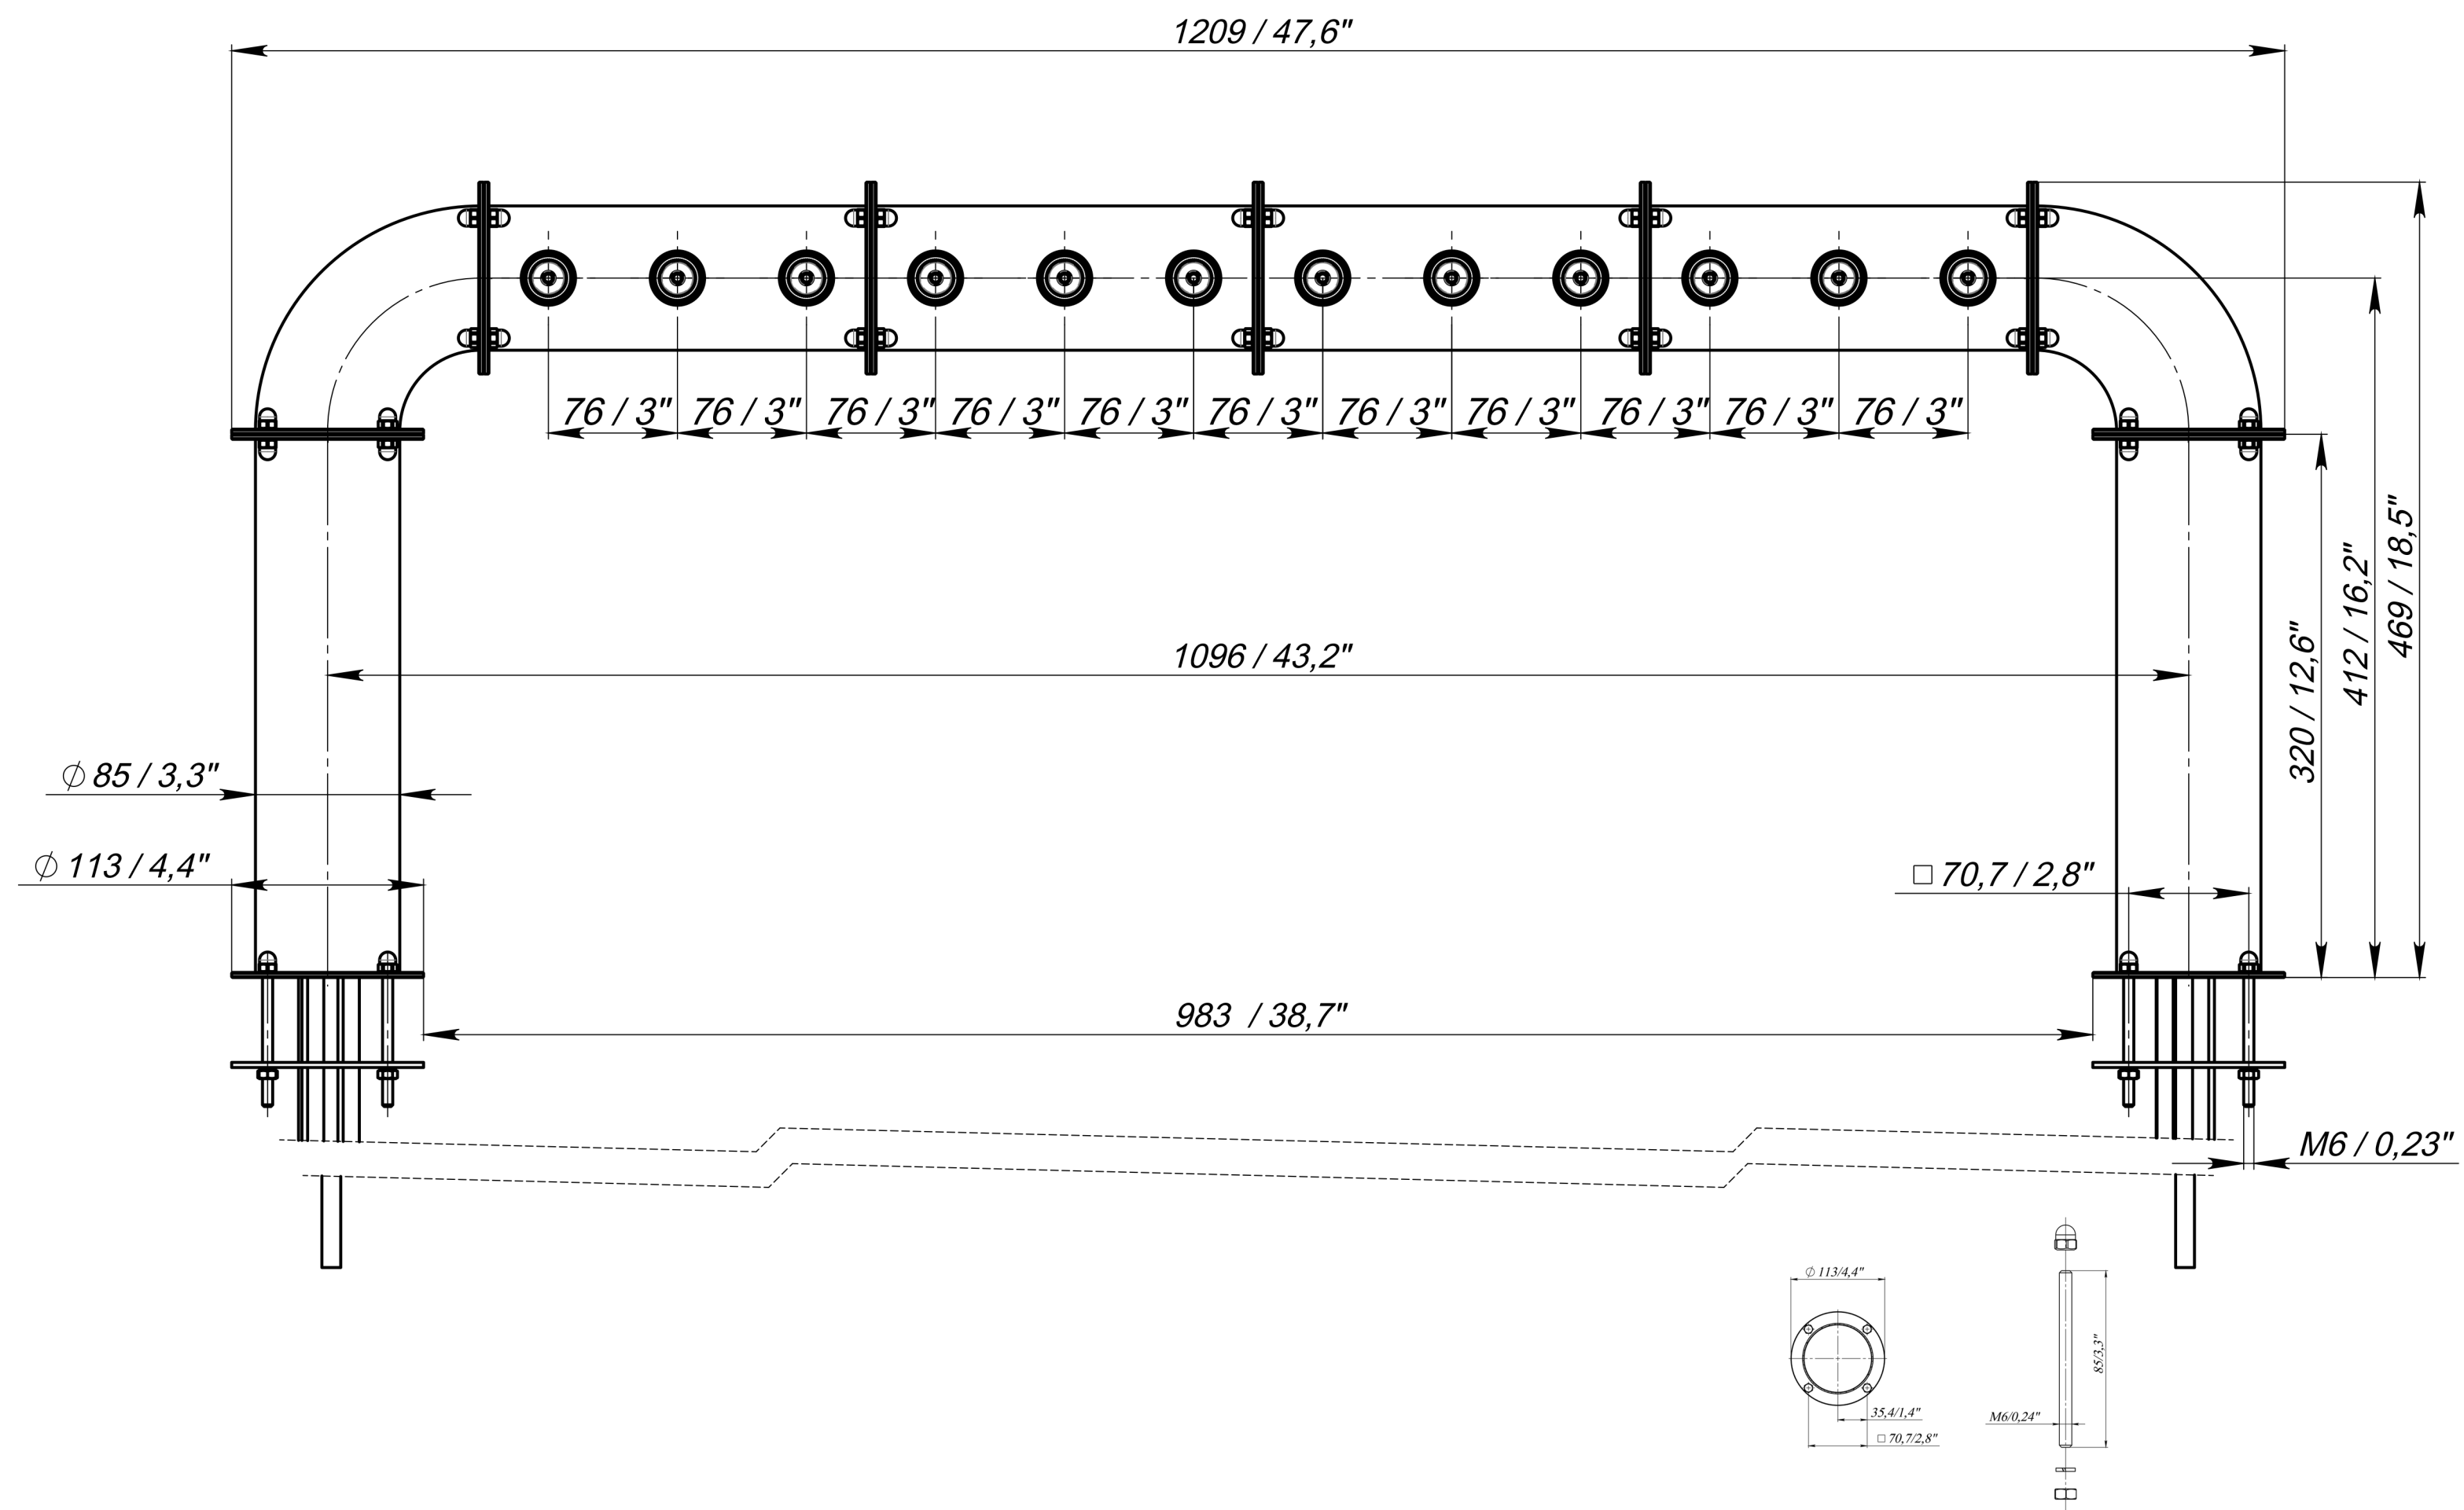 1209 / 47,6"
76 / 3" 76 / 3" 76 / 3" 76 / 3" 76 / 3" 76 / 3" 76 / 3" 76 / 3" 76 / 3" 76 / 3" 76 / 3"
469 / 18,5"
412 / 16,2"
320 / 12,6"
1096 / 43,2"
∅ 85 / 3,3"
∅ 113 / 4,4"
□ 70,7 / 2,8"
983 / 38,7"
M6 / 0,23"
∅ 113/4,4"
85/3,3"
35,4/1,4"
M6/0,24"
□ 70,7/2,8"